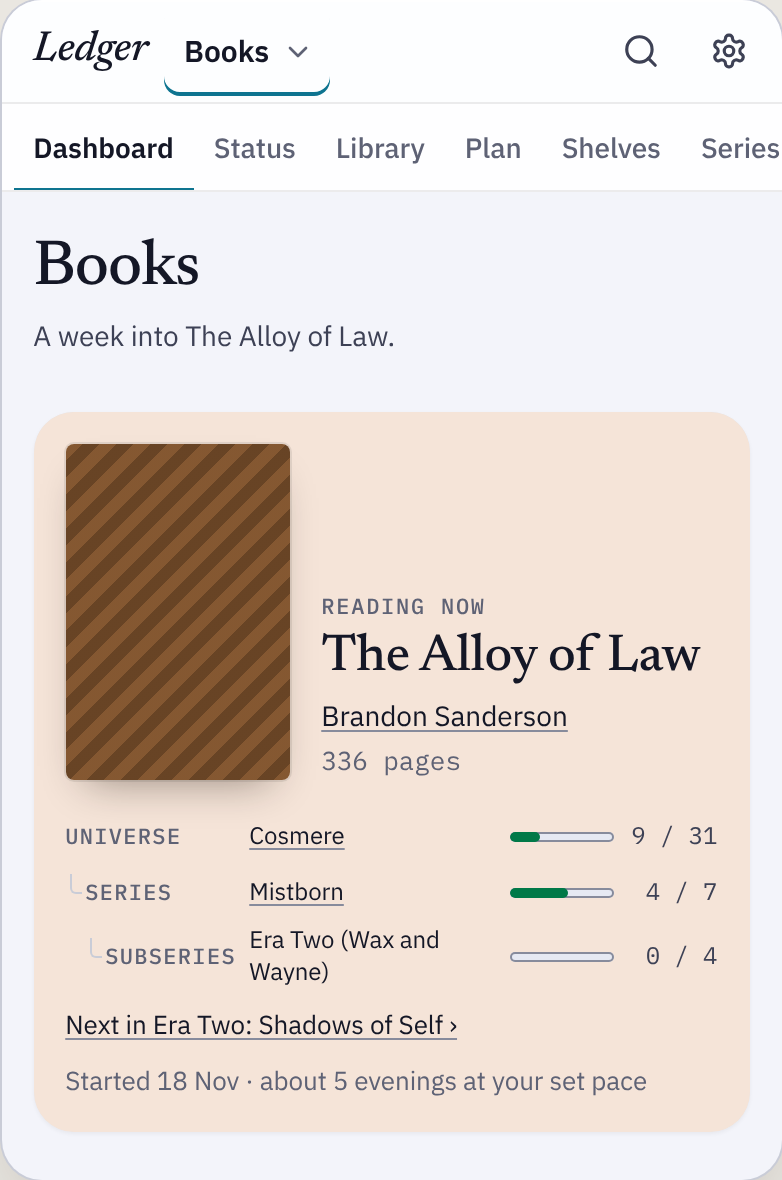 Ledger Books
Dashboard Status Library Plan Shelves Series
Books
A week into The Alloy of Law.
READING NOW
The Alloy of Law
Brandon Sanderson
336 pages
UNIVERSE Cosmere 9 / 31
SERIES Mistborn 4 / 7
SUBSERIES Era Two (Wax and
Wayne) 0 / 4
Next in Era Two: Shadows of Self ›
Started 18 Nov · about 5 evenings at your set pace